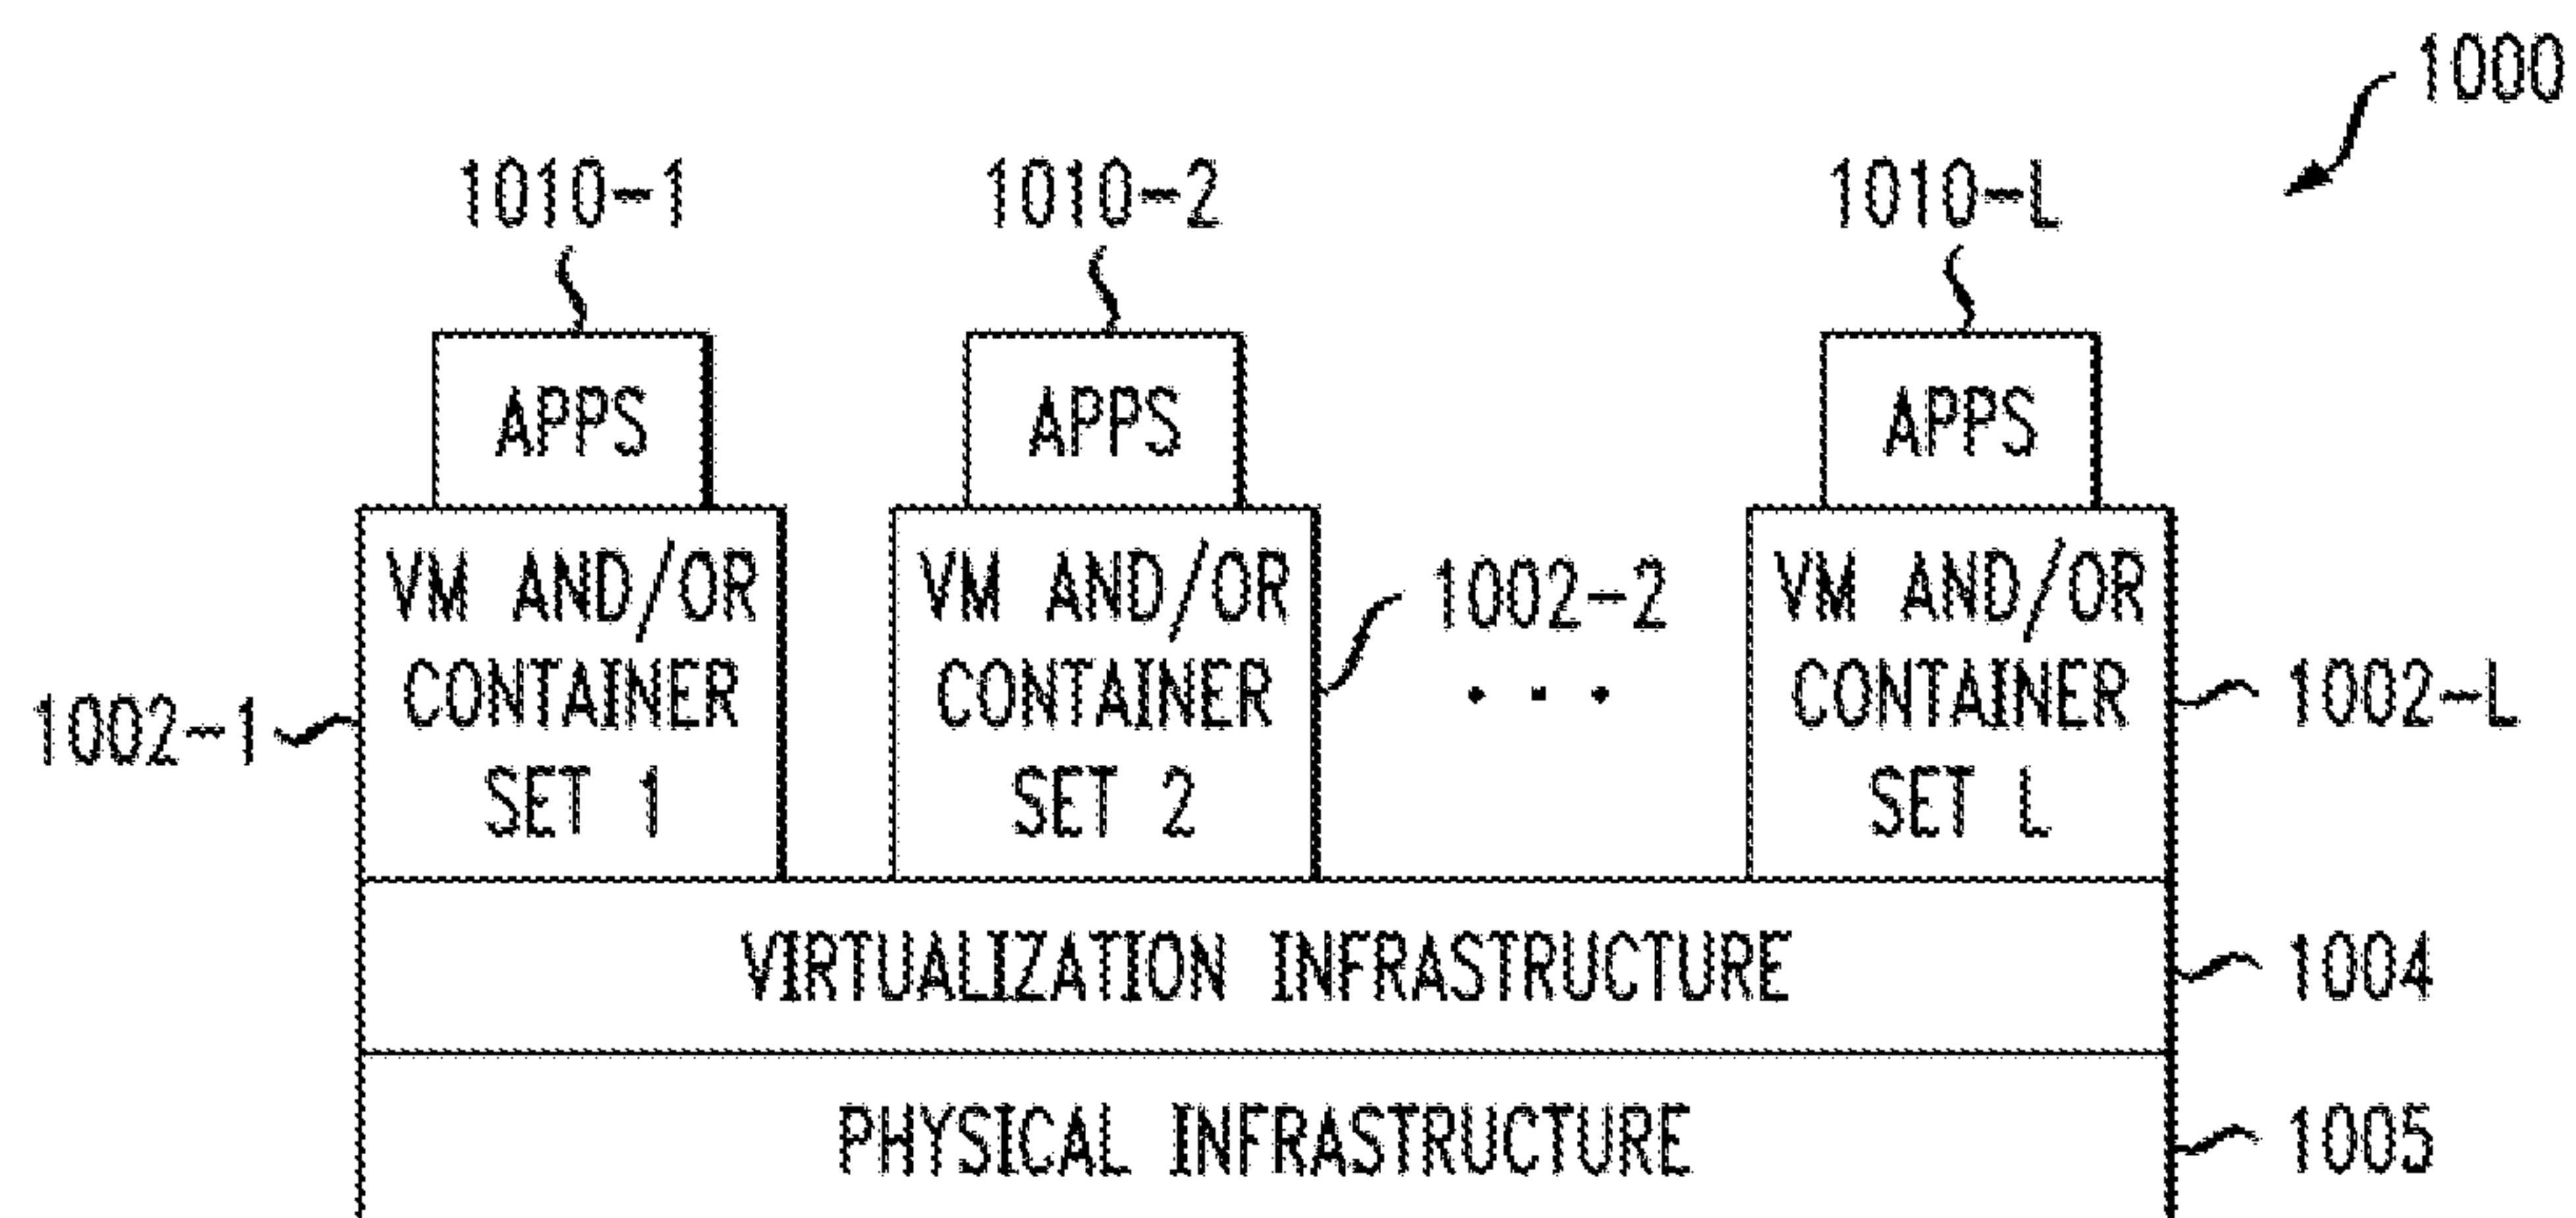 1000
1010-1
1010-2
1010-L
APPS
APPS
APPS
VM AND/OR
CONTAINER
SET 1
VM AND/OR
CONTAINER
SET 2
VM AND/OR
CONTAINER
SET L
1002-1
1002-2
. . .
1002-L
VIRTUALIZATION INFRASTRUCTURE
1004
PHYSICAL INFRASTRUCTURE
1005